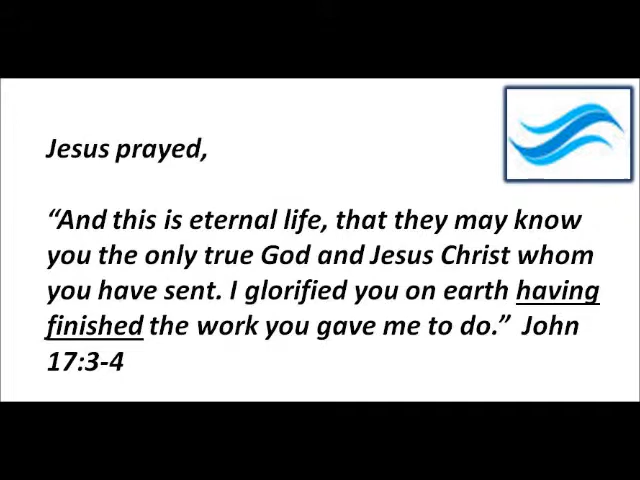 Jesus prayed,
“And this is eternal life, that they may know
you the only true God and Jesus Christ whom
you have sent. I glorified you on earth having
finished the work you gave me to do.”  John
17:3-4